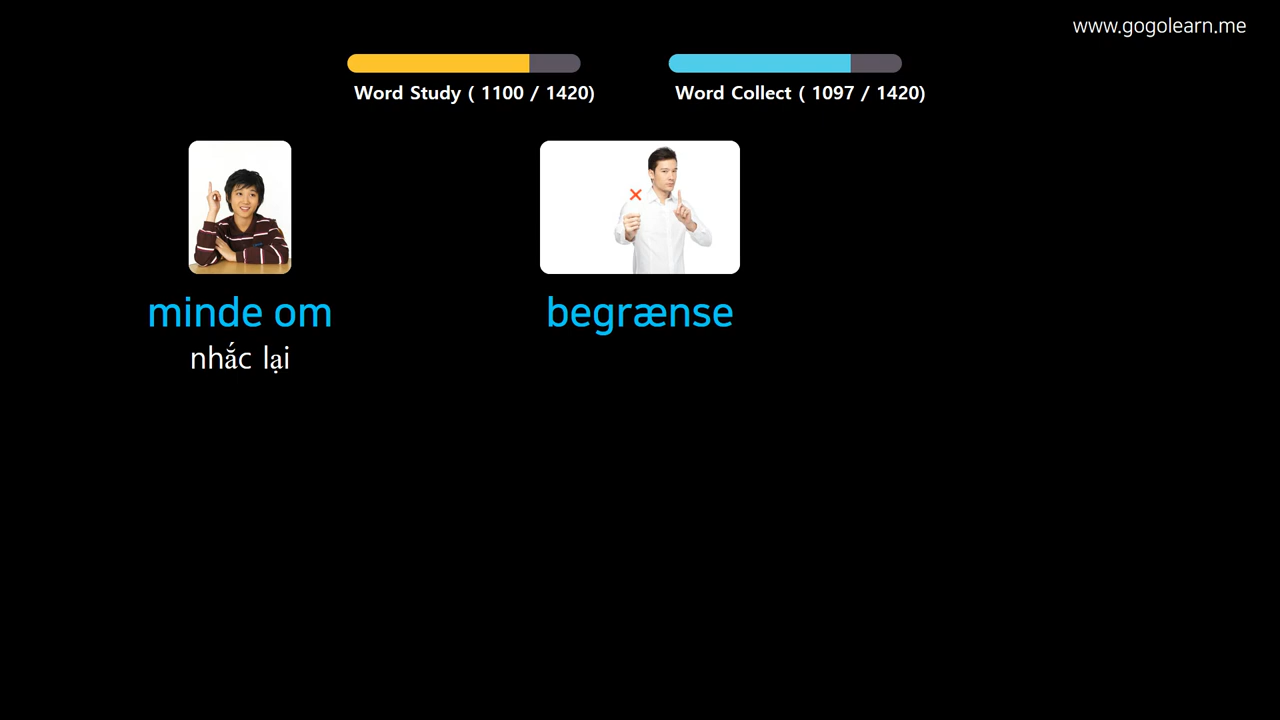 www.gogolearn.me
Word Study ( 1100 / 1420)
Word Collect ( 1097 / 1420)
minde om
nhắc lại
begrænse